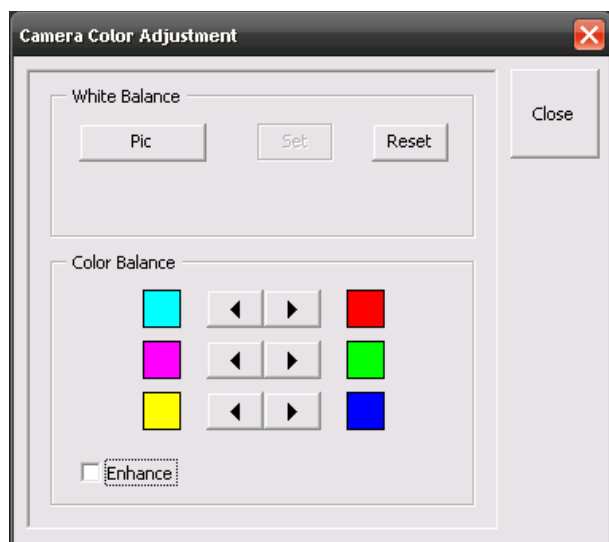 Camera Color Adjustment
White Balance
Pic Set Reset
Close
Color Balance
Enhance